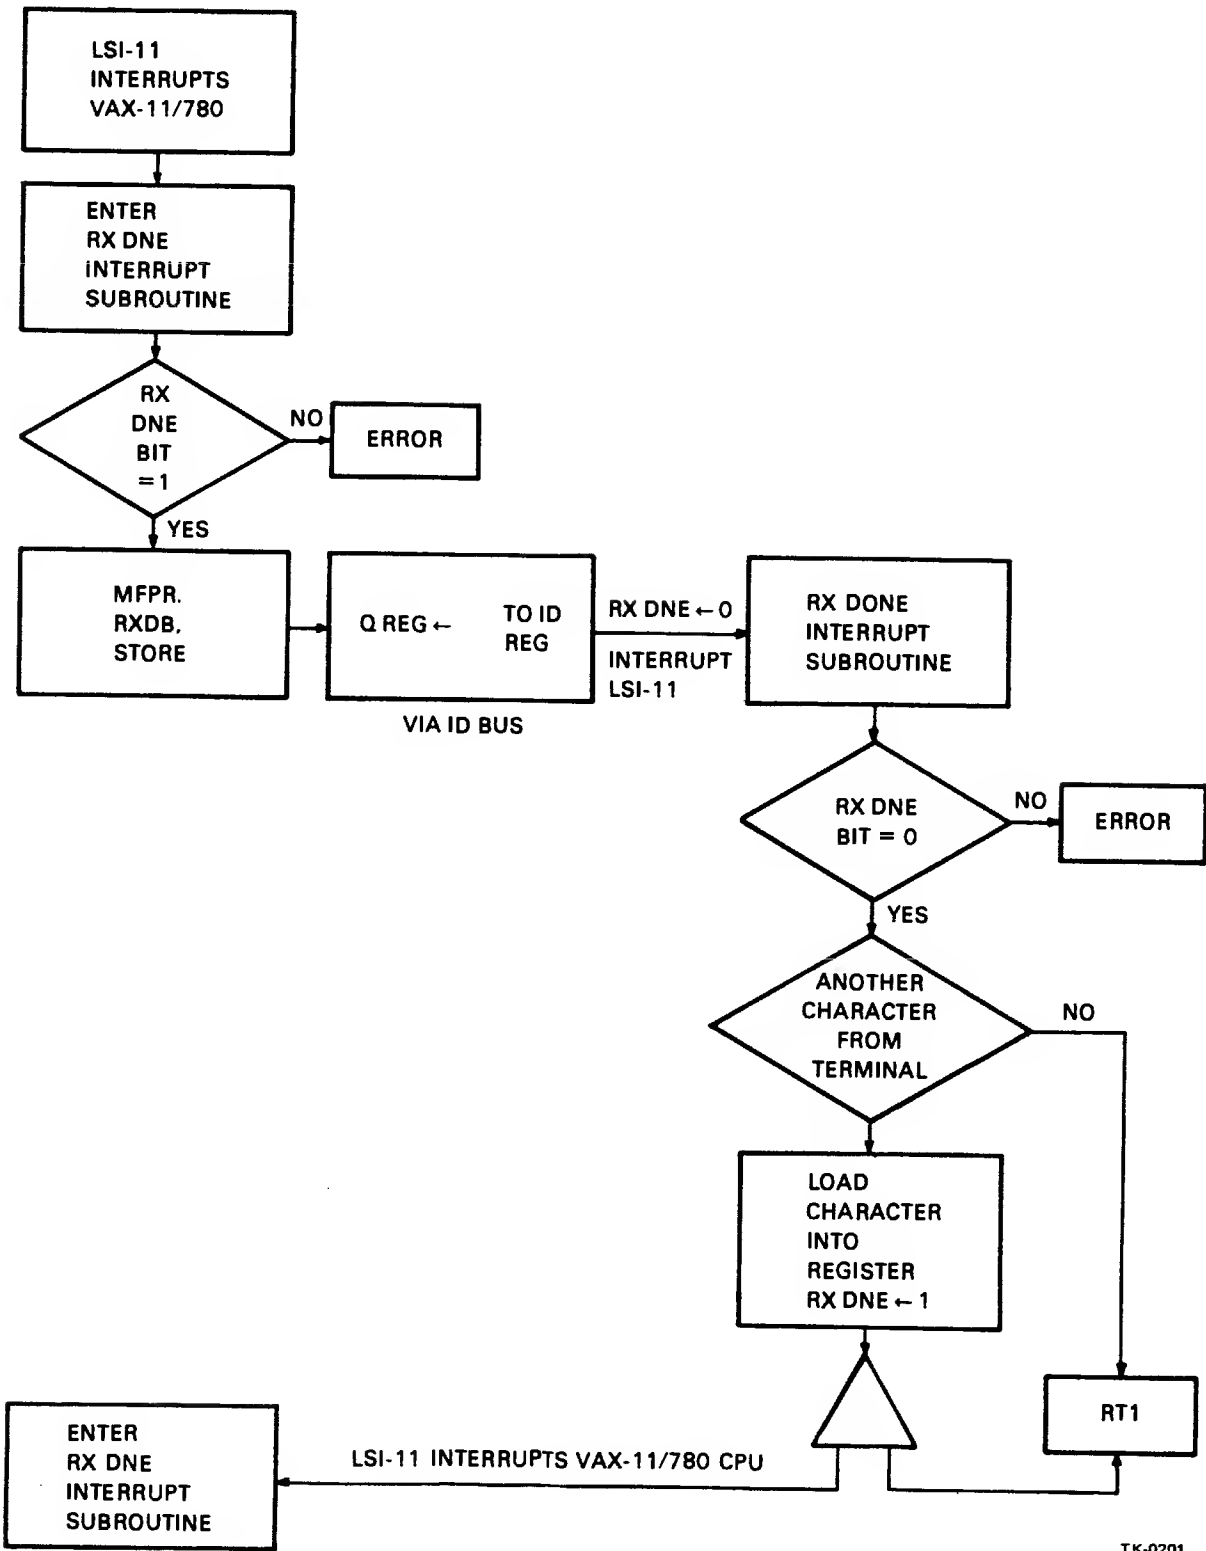 LSI-11
INTERRUPTS
VAX-11/780
ENTER
RX DNE
INTERRUPT
SUBROUTINE
RX
DNE
BIT
= 1
NO
ERROR
YES
MFPR.
RXDB,
STORE
Q REG ←
TO ID
REG
VIA ID BUS
RX DNE ← 0
INTERRUPT
LSI-11
RX DONE
INTERRUPT
SUBROUTINE
RX DNE
BIT = 0
NO
ERROR
YES
ANOTHER
CHARACTER
FROM
TERMINAL
NO
LOAD
CHARACTER
INTO
REGISTER
RX DNE ← 1
RT1
LSI-11 INTERRUPTS VAX-11/780 CPU
ENTER
RX DNE
INTERRUPT
SUBROUTINE
TK-0201